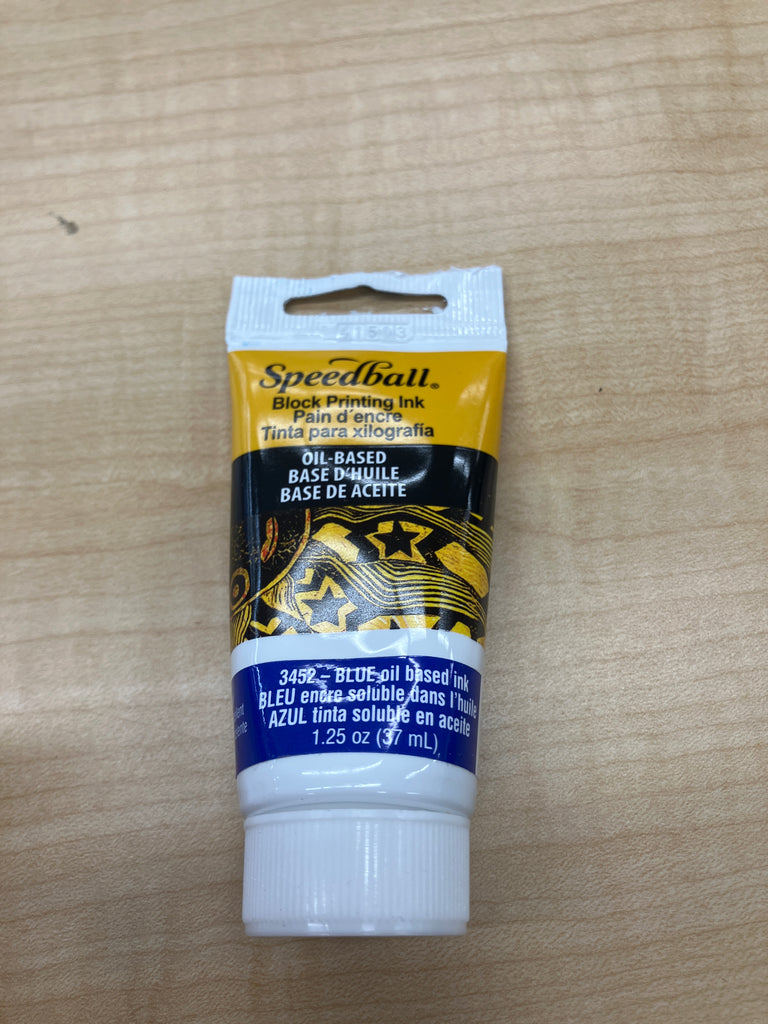 Speedball®
Block Printing Ink
Pain d'encre
Tinta para xilografía
OIL-BASED
BASE D'HUILE
BASE DE ACEITE
3452 – BLUE oil based ink
BLEU encre soluble dans l'huile
AZUL tinta soluble en aceite
1.25 oz (37 mL)